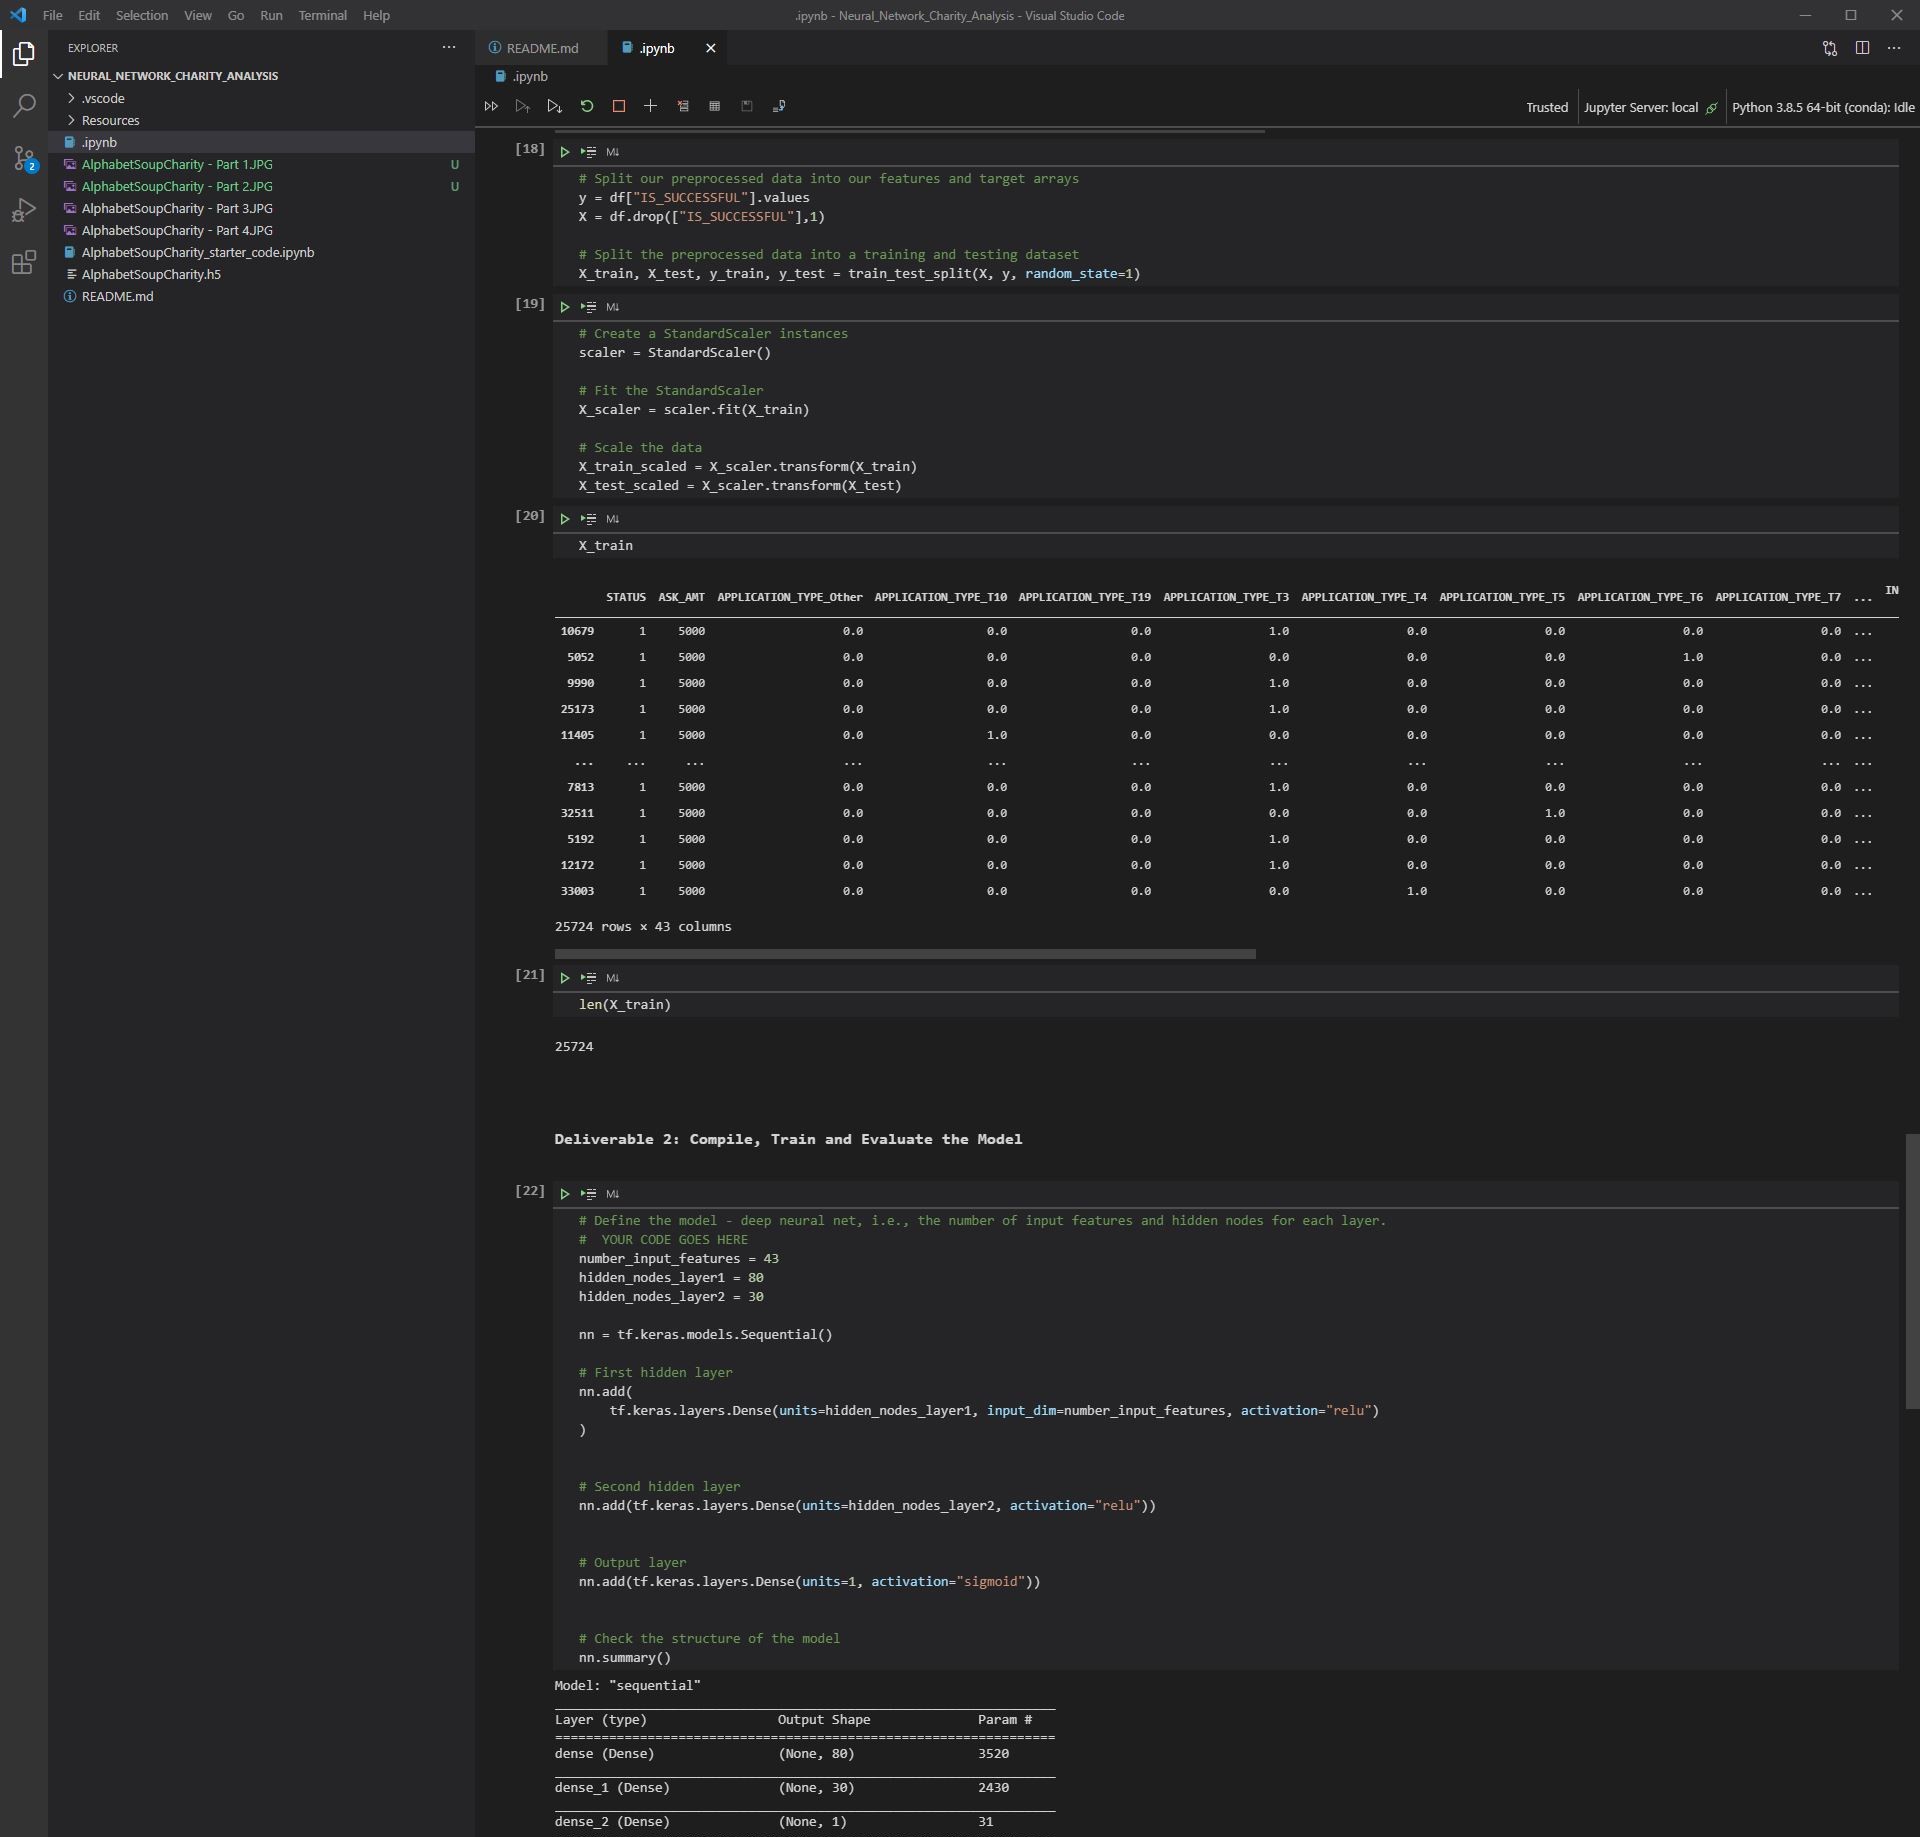 File Edit Selection View Go Run Terminal Help
.ipynb - Neural_Network_Charity_Analysis - Visual Studio Code
EXPLORER
NEURAL_NETWORK_CHARITY_ANALYSIS
.vscode
Resources
.ipynb
AlphabetSoupCharity - Part 1.JPG U
AlphabetSoupCharity - Part 2.JPG U
AlphabetSoupCharity - Part 3.JPG
AlphabetSoupCharity - Part 4.JPG
AlphabetSoupCharity_starter_code.ipynb
AlphabetSoupCharity.h5
README.md
2
README.md .ipynb
.ipynb
Trusted Jupyter Server: local Python 3.8.5 64-bit (conda): Idle
[18] M↓
# Split our preprocessed data into our features and target arrays
y = df["IS_SUCCESSFUL"].values
X = df.drop(["IS_SUCCESSFUL"],1)
# Split the preprocessed data into a training and testing dataset
X_train, X_test, y_train, y_test = train_test_split(X, y, random_state=1)
[19] M↓
# Create a StandardScaler instances
scaler = StandardScaler()
# Fit the StandardScaler
X_scaler = scaler.fit(X_train)
# Scale the data
X_train_scaled = X_scaler.transform(X_train)
X_test_scaled = X_scaler.transform(X_test)
[20] M↓
X_train
STATUS ASK_AMT APPLICATION_TYPE_Other APPLICATION_TYPE_T10 APPLICATION_TYPE_T19 APPLICATION_TYPE_T3 APPLICATION_TYPE_T4 APPLICATION_TYPE_T5 APPLICATION_TYPE_T6 APPLICATION_TYPE_T7 ... IN
10679 1 5000 0.0 0.0 0.0 1.0 0.0 0.0 0.0 0.0 ...
5052 1 5000 0.0 0.0 0.0 0.0 0.0 0.0 1.0 0.0 ...
9990 1 5000 0.0 0.0 0.0 1.0 0.0 0.0 0.0 0.0 ...
25173 1 5000 0.0 0.0 0.0 1.0 0.0 0.0 0.0 0.0 ...
11405 1 5000 0.0 1.0 0.0 0.0 0.0 0.0 0.0 0.0 ...
... ... ... ... ... ... ... ... ... ... ... ...
7813 1 5000 0.0 0.0 0.0 1.0 0.0 0.0 0.0 0.0 ...
32511 1 5000 0.0 0.0 0.0 0.0 0.0 1.0 0.0 0.0 ...
5192 1 5000 0.0 0.0 0.0 1.0 0.0 0.0 0.0 0.0 ...
12172 1 5000 0.0 0.0 0.0 1.0 0.0 0.0 0.0 0.0 ...
33003 1 5000 0.0 0.0 0.0 0.0 1.0 0.0 0.0 0.0 ...
25724 rows × 43 columns
[21] M↓
len(X_train)
25724
Deliverable 2: Compile, Train and Evaluate the Model
[22] M↓
# Define the model - deep neural net, i.e., the number of input features and hidden nodes for each layer.
#  YOUR CODE GOES HERE
number_input_features = 43
hidden_nodes_layer1 = 80
hidden_nodes_layer2 = 30
nn = tf.keras.models.Sequential()
# First hidden layer
nn.add(
tf.keras.layers.Dense(units=hidden_nodes_layer1, input_dim=number_input_features, activation="relu")
)
# Second hidden layer
nn.add(tf.keras.layers.Dense(units=hidden_nodes_layer2, activation="relu"))
# Output layer
nn.add(tf.keras.layers.Dense(units=1, activation="sigmoid"))
# Check the structure of the model
nn.summary()
Model: "sequential"
Layer (type) Output Shape Param #
=================================================================
dense (Dense) (None, 80) 3520
dense_1 (Dense) (None, 30) 2430
dense_2 (Dense) (None, 1) 31